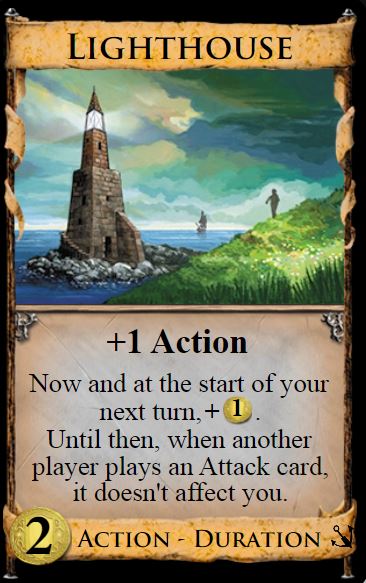 LIGHTHOUSE
+1 Action
Now and at the start of your
next turn,+1.
Until then, when another
player plays an Attack card,
it doesn't affect you.
2 ACTION - DURATION